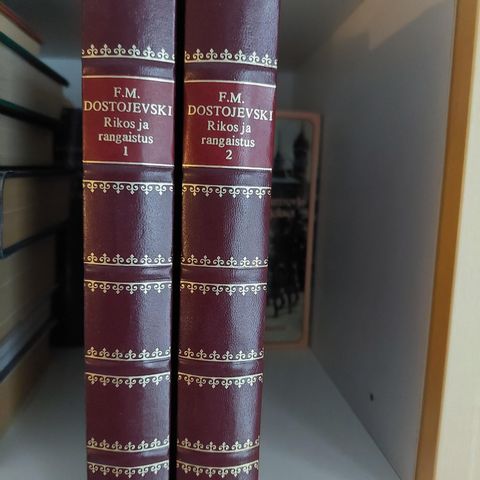 F.M.
DOSTOJEVSKI
Rikos ja
rangaistus
1
F.M.
DOSTOJEVSKI
Rikos ja
rangaistus
2